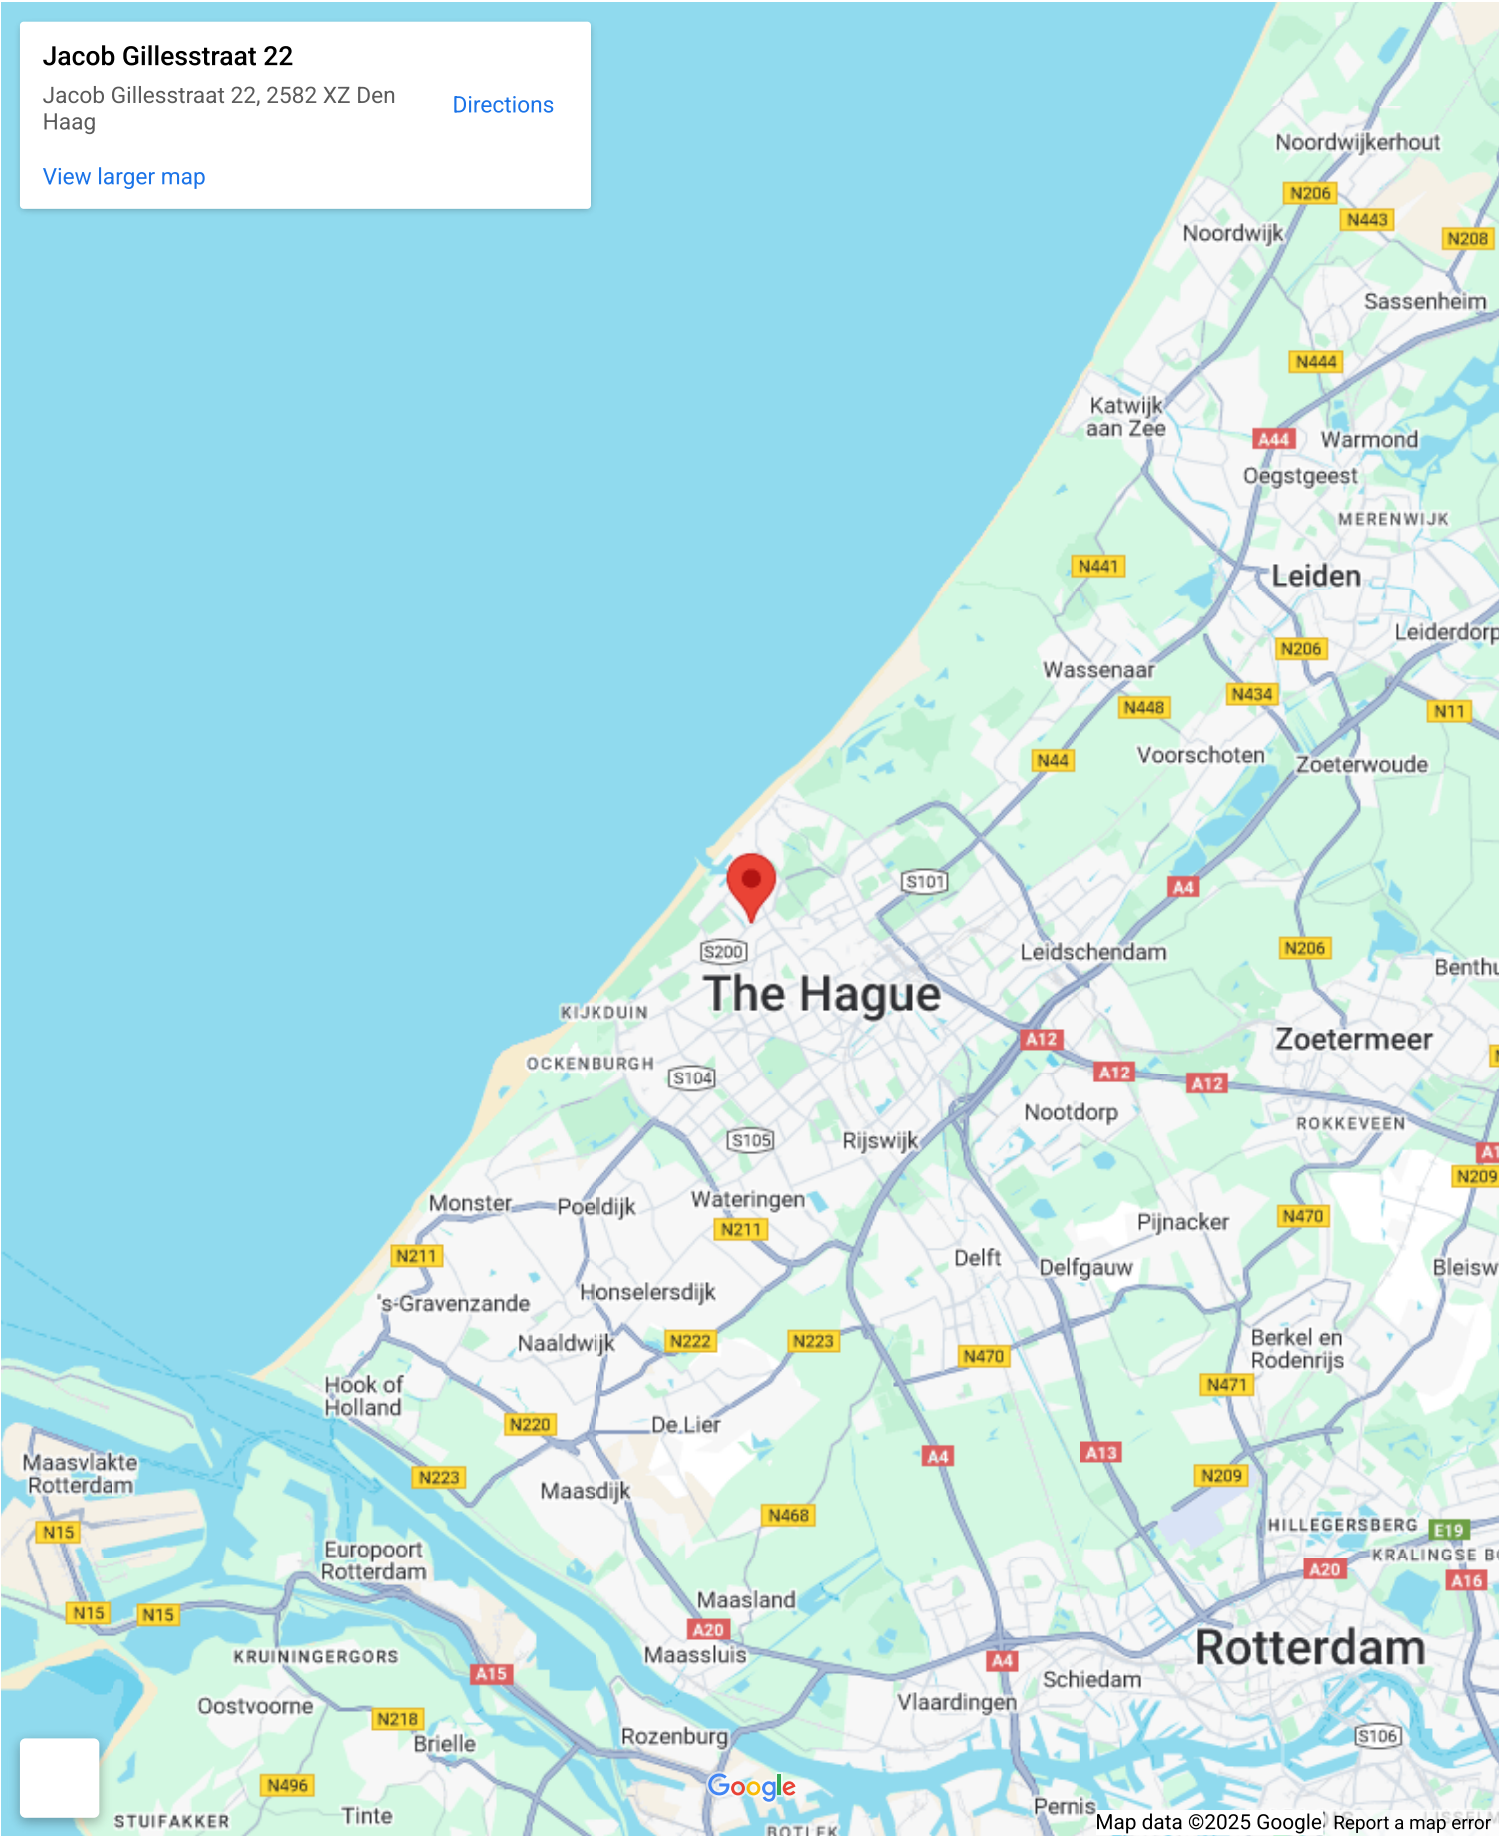 Jacob Gillesstraat 22
Jacob Gillesstraat 22, 2582 XZ Den
Haag
Directions
View larger map
Noordwijkerhout
N206
N443
Noordwijk
N208
Sassenheim
N444
Katwijk
aan Zee
A44
Warmond
Oegstgeest
MERENWIJK
N441
Leiden
Leiderdorp
N206
Wassenaar
N434
N448
N11
N44
Voorschoten
Zoeterwoude
S101
A4
S200
Leidschendam
N206
The Hague
KIJKDUIN
A12
Zoetermeer
OCKENBURGH
S104
A12
A12
Nootdorp
ROKKEVEEN
S105
Rijswijk
N209
Monster
Poeldijk
Wateringen
N211
N470
Pijnacker
N211
Delft
Delfgauw
's-Gravenzande
Honselersdijk
Naaldwijk
N222
N223
N470
Berkel en
Rodenrijs
Hook of
Holland
N471
N220
De Lier
A4
A13
Maasvlakte
Rotterdam
N223
Maasdijk
N209
N468
N15
HILLEGERSBERG
E19
Europoort
Rotterdam
A20
A16
N15
N15
Maasland
A20
KRUININGERGORS
Maassluis
A4
Rotterdam
A15
Schiedam
Oostvoorne
Vlaardingen
N218
Brielle
Rozenburg
S106
N496
Google
Tinte
STUIFAKKER
Pernis
Map data ©2025 Google
Report a map error